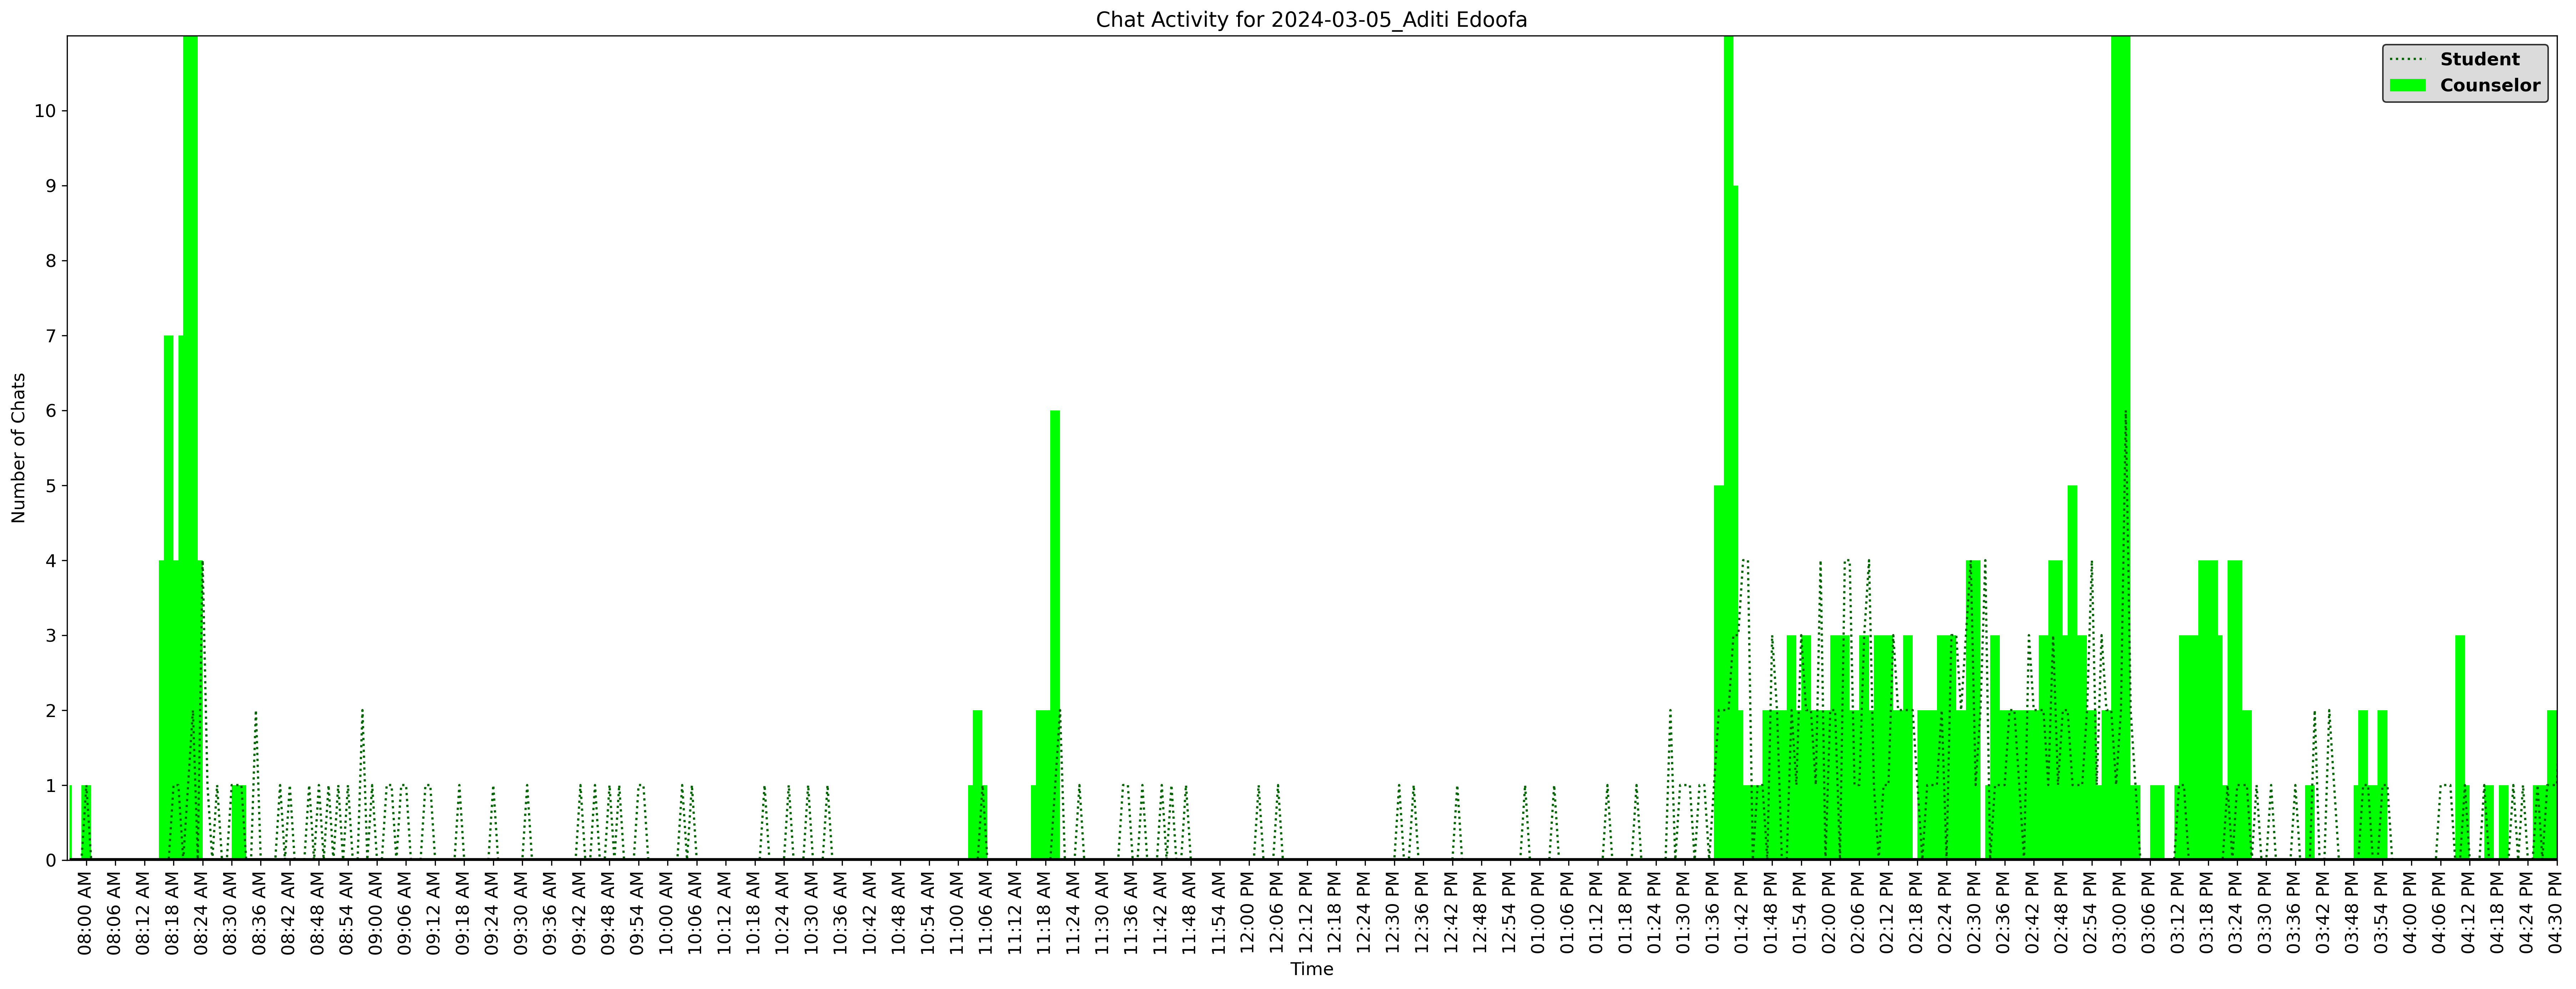 Chat Activity for 2024-03-05_Aditi Edoofa
Student
Counselor
Number of Chats
10
9
8
7
6
5
4
3
2
1
0
08:00 AM
08:06 AM
08:12 AM
08:18 AM
08:24 AM
08:30 AM
08:36 AM
08:42 AM
08:48 AM
08:54 AM
09:00 AM
09:06 AM
09:12 AM
09:18 AM
09:24 AM
09:30 AM
09:36 AM
09:42 AM
09:48 AM
09:54 AM
10:00 AM
10:06 AM
10:12 AM
10:18 AM
10:24 AM
10:30 AM
10:36 AM
10:42 AM
10:48 AM
10:54 AM
11:00 AM
11:06 AM
11:12 AM
11:18 AM
11:24 AM
11:30 AM
11:36 AM
11:42 AM
11:48 AM
11:54 AM
12:00 PM
12:06 PM
12:12 PM
12:18 PM
12:24 PM
12:30 PM
12:36 PM
12:42 PM
12:48 PM
12:54 PM
01:00 PM
01:06 PM
01:12 PM
01:18 PM
01:24 PM
01:30 PM
01:36 PM
01:42 PM
01:48 PM
01:54 PM
02:00 PM
02:06 PM
02:12 PM
02:18 PM
02:24 PM
02:30 PM
02:36 PM
02:42 PM
02:48 PM
02:54 PM
03:00 PM
03:06 PM
03:12 PM
03:18 PM
03:24 PM
03:30 PM
03:36 PM
03:42 PM
03:48 PM
03:54 PM
04:00 PM
04:06 PM
04:12 PM
04:18 PM
04:24 PM
04:30 PM
Time